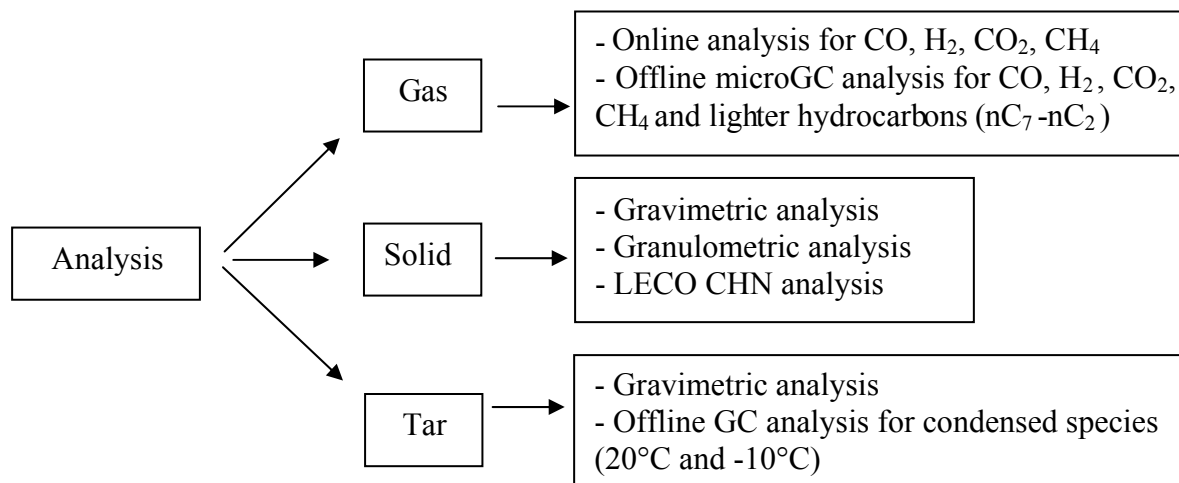 Analysis
Gas
- Online analysis for CO, H₂, CO₂, CH₄
- Offline microGC analysis for CO, H₂, CO₂,
CH₄ and lighter hydrocarbons (nC₇-nC₂)
Solid
- Gravimetric analysis
- Granulometric analysis
- LECO CHN analysis
Tar
- Gravimetric analysis
- Offline GC analysis for condensed species
(20°C and -10°C)